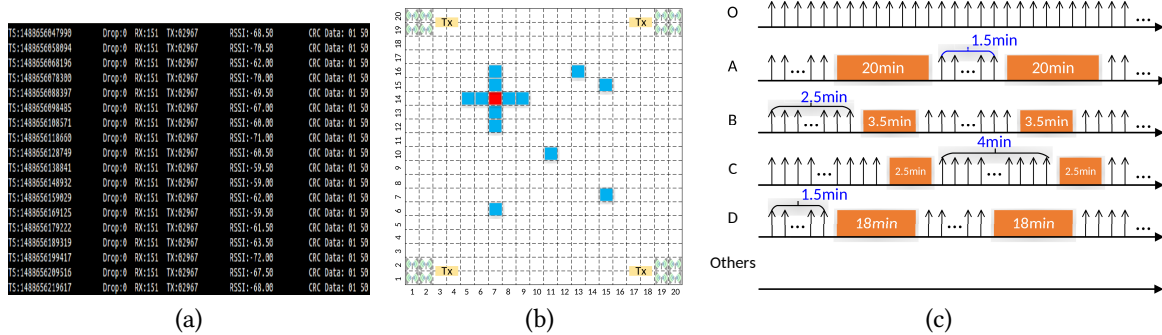 TS:1488656047990 Drop:0 RX:151 TX:02967 RSSI:-68.50 CRC Data: 01 50
TS:1488656058094 Drop:0 RX:151 TX:02967 RSSI:-70.50 CRC Data: 01 50
TS:1488656068196 Drop:0 RX:151 TX:02967 RSSI:-62.00 CRC Data: 01 50
TS:1488656078300 Drop:0 RX:151 TX:02967 RSSI:-70.00 CRC Data: 01 50
TS:1488656088397 Drop:0 RX:151 TX:02967 RSSI:-69.00 CRC Data: 01 50
TS:1488656098485 Drop:0 RX:151 TX:02967 RSSI:-67.00 CRC Data: 01 50
TS:1488656108571 Drop:0 RX:151 TX:02967 RSSI:-60.00 CRC Data: 01 50
TS:1488656118660 Drop:0 RX:151 TX:02967 RSSI:-71.00 CRC Data: 01 50
TS:1488656128749 Drop:0 RX:151 TX:02967 RSSI:-60.50 CRC Data: 01 50
TS:1488656138841 Drop:0 RX:151 TX:02967 RSSI:-59.00 CRC Data: 01 50
TS:1488656148932 Drop:0 RX:151 TX:02967 RSSI:-59.00 CRC Data: 01 50
TS:1488656159029 Drop:0 RX:151 TX:02967 RSSI:-62.00 CRC Data: 01 50
TS:1488656169125 Drop:0 RX:151 TX:02967 RSSI:-59.50 CRC Data: 01 50
TS:1488656179222 Drop:0 RX:151 TX:02967 RSSI:-61.00 CRC Data: 01 50
TS:1488656189319 Drop:0 RX:151 TX:02967 RSSI:-63.50 CRC Data: 01 50
TS:1488656199417 Drop:0 RX:151 TX:02967 RSSI:-72.00 CRC Data: 01 50
TS:1488656209516 Drop:0 RX:151 TX:02967 RSSI:-67.50 CRC Data: 01 50
TS:1488656219617 Drop:0 RX:151 TX:02967 RSSI:-68.00 CRC Data: 01 50
(a)
Tx Tx
Tx Tx
1 2 3 4 5 6 7 8 9 10 11 12 13 14 15 16 17 18 19 20
1 2 3 4 5 6 7 8 9 10 11 12 13 14 15 16 17 18 19 20
(b)
O ...
1.5min
A ... 20min ... 20min ...
2.5min
B ... 3.5min ... 3.5min ...
4min
C ... 2.5min ... 2.5min ...
1.5min
D ... 18min ... 18min ...
Others
(c)